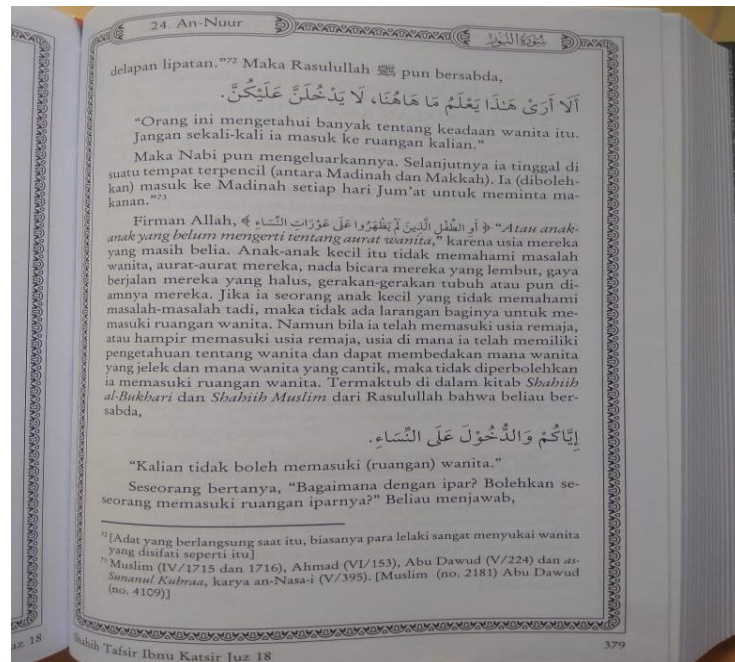 24. An-Nuur
سُوْرَةُ النُّوْرِ
delapan lipatan."⁷² Maka Rasulullah ﷺ pun bersabda,
أَلَا أَرَىٰ هٰذَا يَعْلَمُ مَا هَاهُنَا، لَا يَدْخُلَنَّ عَلَيْكُنَّ.
"Orang ini mengetahui banyak tentang keadaan wanita itu.
Jangan sekali-kali ia masuk ke ruangan kalian."
Maka Nabi pun mengeluarkannya. Selanjutnya ia tinggal di
suatu tempat terpencil (antara Madinah dan Makkah). Ia (diboleh-
kan) masuk ke Madinah setiap hari Jum'at untuk meminta ma-
kanan."⁷³
Firman Allah, ﴾ أَوِ الطِّفْلِ الَّذِينَ لَمْ يَظْهَرُوا عَلَىٰ عَوْرَاتِ النِّسَاءِ ﴿ "Atau anak-
anak yang belum mengerti tentang aurat wanita," karena usia mereka
yang masih belia. Anak-anak kecil itu tidak memahami masalah
wanita, aurat-aurat mereka, nada bicara mereka yang lembut, gaya
berjalan mereka yang halus, gerakan-gerakan tubuh atau pun di-
amnya mereka. Jika ia seorang anak kecil yang tidak memahami
masalah-masalah tadi, maka tidak ada larangan baginya untuk me-
masuki ruangan wanita. Namun bila ia telah memasuki usia remaja,
atau hampir memasuki usia remaja, usia di mana ia telah memiliki
pengetahuan tentang wanita dan dapat membedakan mana wanita
yang jelek dan mana wanita yang cantik, maka tidak diperbolehkan
ia memasuki ruangan wanita. Termaktub di dalam kitab Shahiih
al-Bukhari dan Shahiih Muslim dari Rasulullah bahwa beliau ber-
sabda,
إِيَّاكُمْ وَالدُّخُوْلَ عَلَى النِّسَاءِ.
"Kalian tidak boleh memasuki (ruangan) wanita."
Seseorang bertanya, "Bagaimana dengan ipar? Bolehkan se-
seorang memasuki ruangan iparnya?" Beliau menjawab,
⁷² [Adat yang berlangsung saat itu, biasanya para lelaki sangat menyukai wanita
yang disifati seperti itu]
⁷³ Muslim (IV/1715 dan 1716), Ahmad (VI/153), Abu Dawud (V/224) dan as-
Sunanul Kubraa, karya an-Nasa-i (V/395). [Muslim (no. 2181) Abu Dawud
(no. 4109)]
uz 18
Shahih Tafsir Ibnu Katsir Juz 18
379